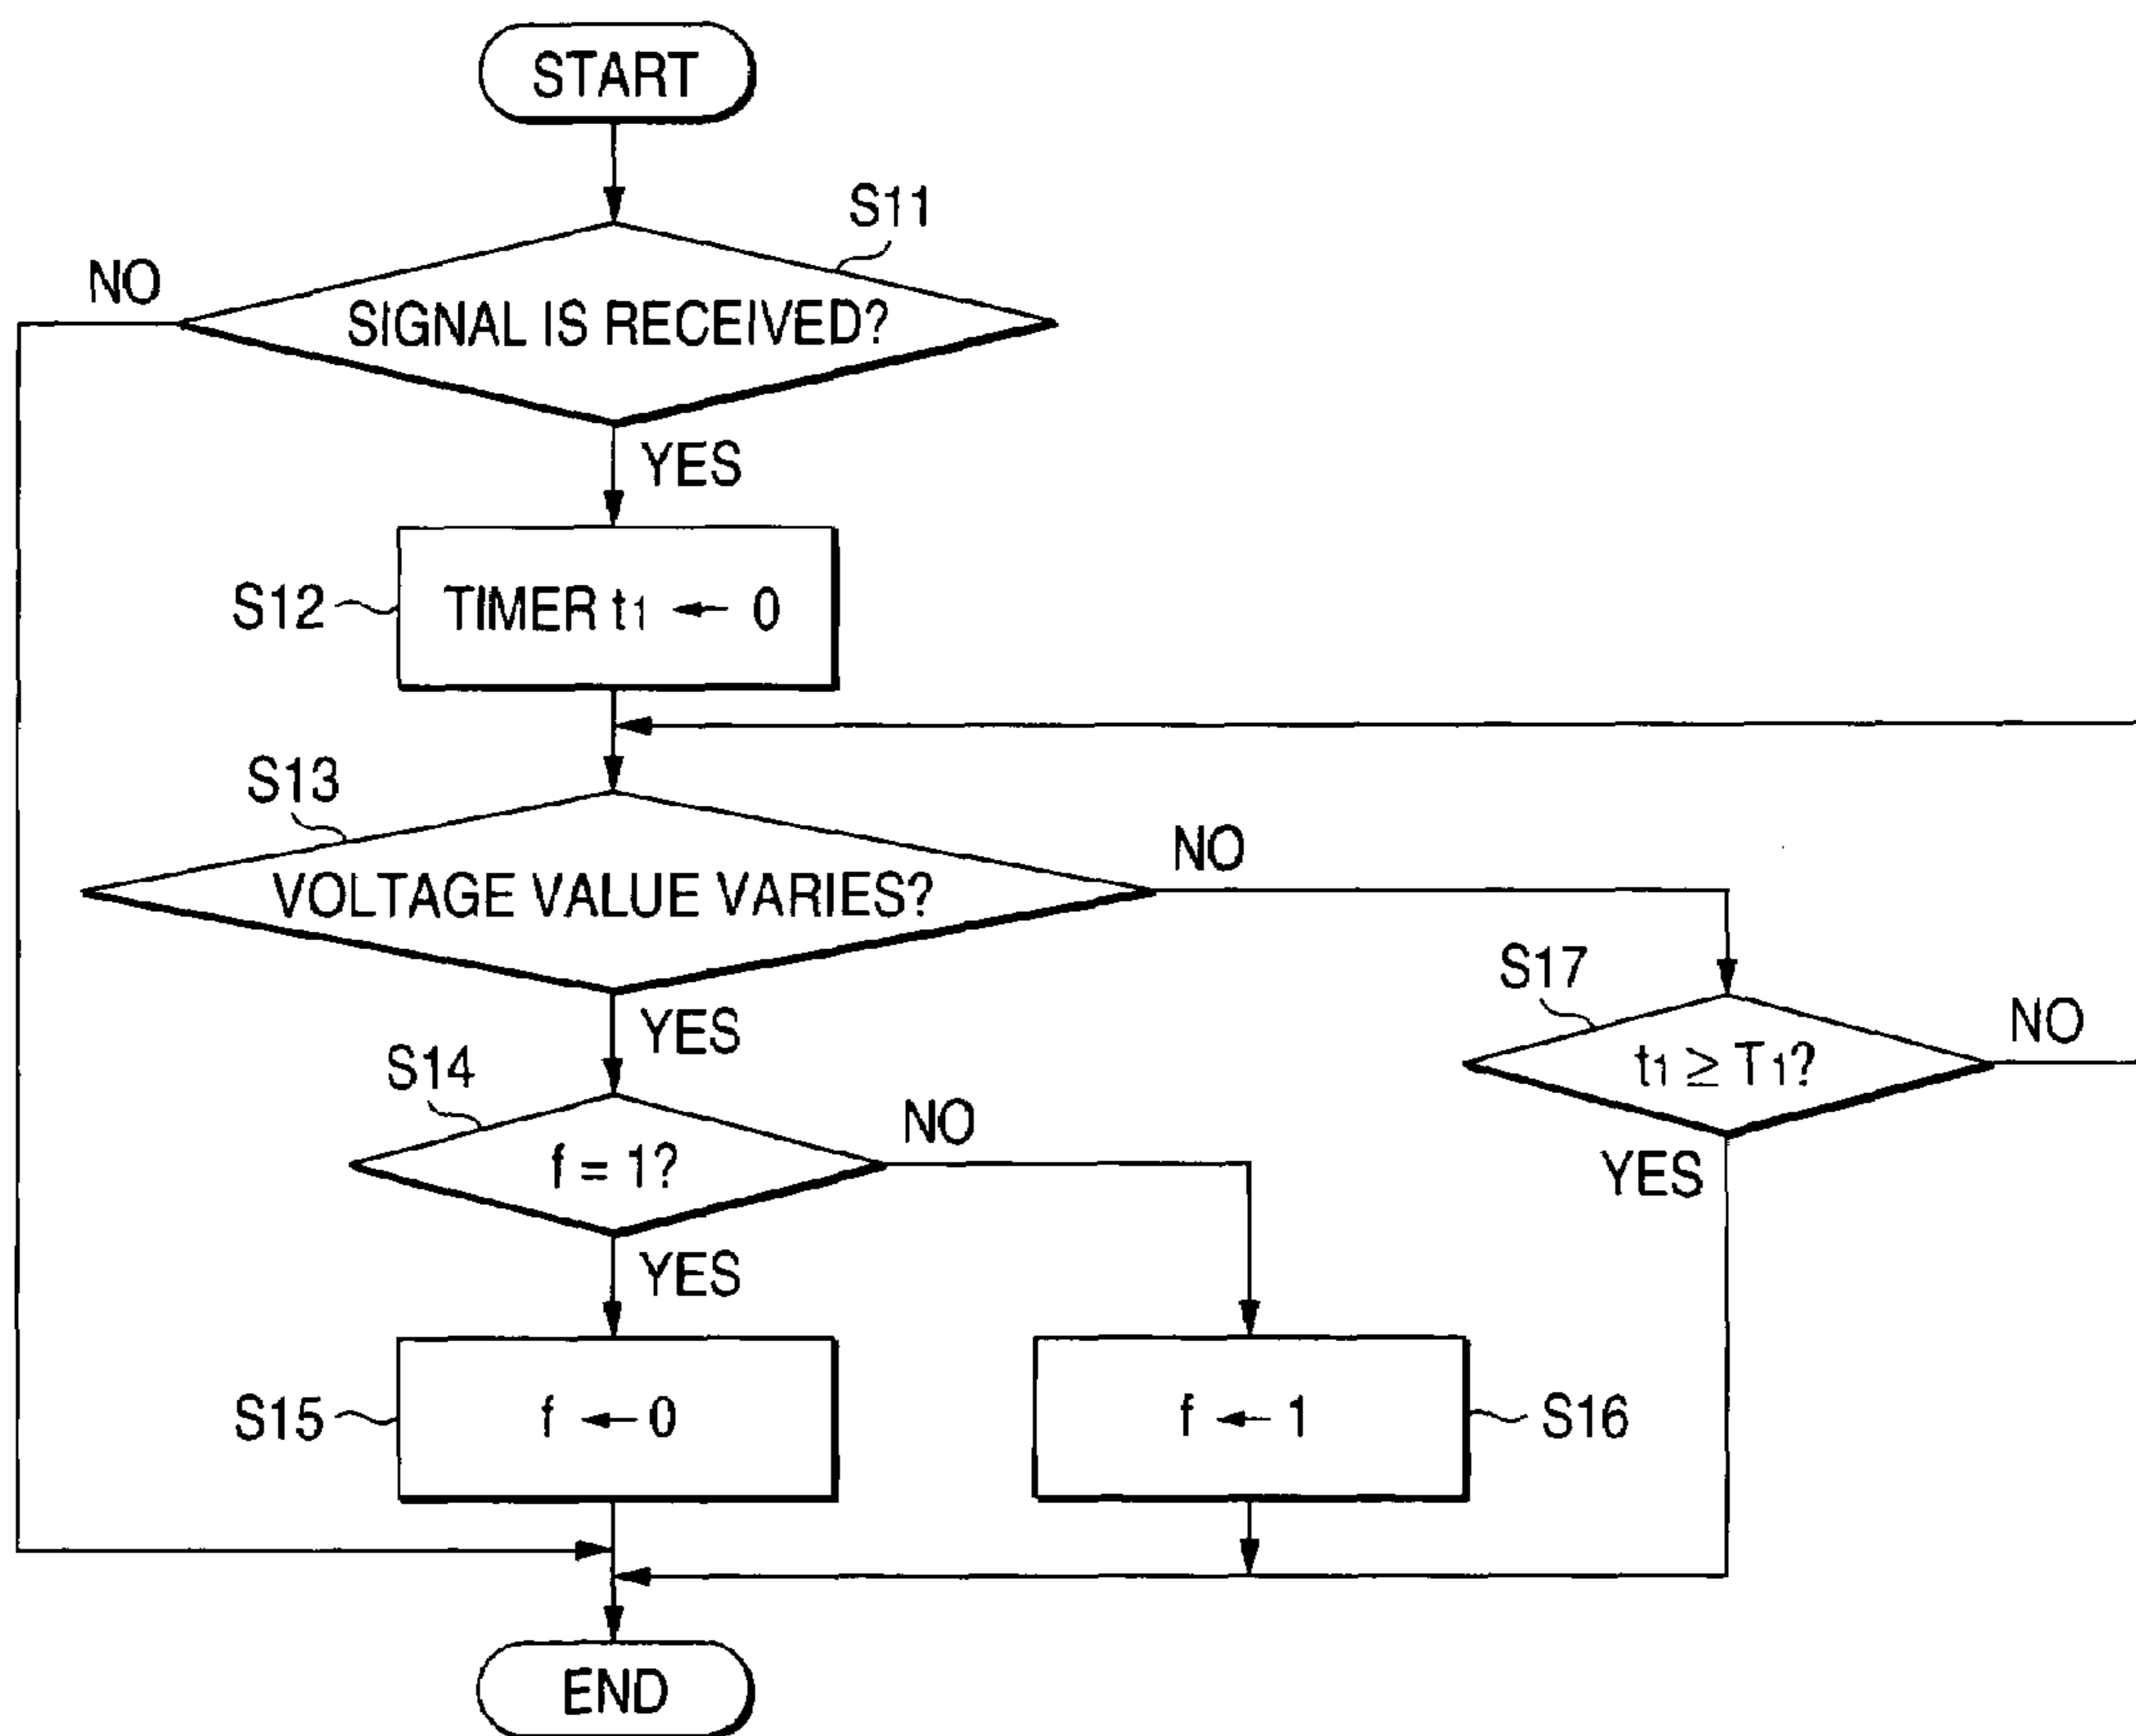 START
S11
NO
SIGNAL IS RECEIVED?
YES
S12
TIMER t1 ← 0
S13
NO
VOLTAGE VALUE VARIES?
S17
NO
YES
t1 ≥ T1?
S14
NO
YES
f = 1?
YES
S15
f ← 0
f ← 1
S16
END